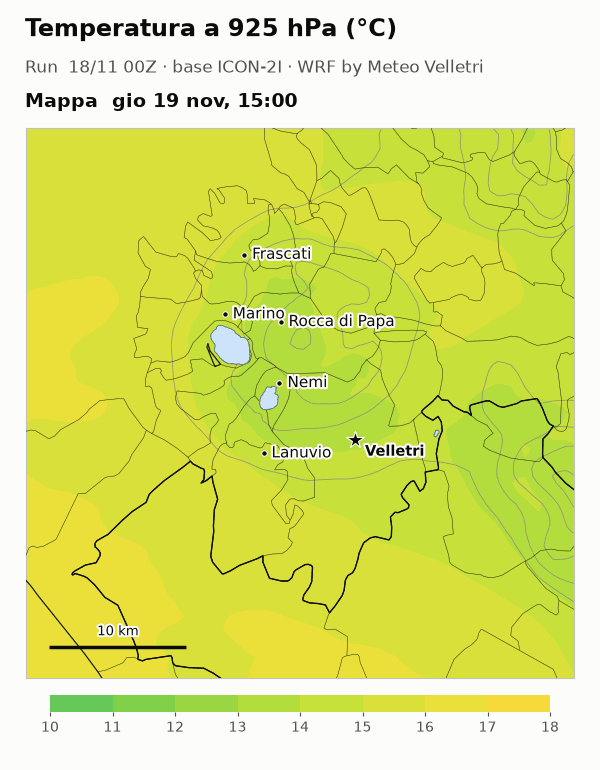 Temperatura a 925 hPa (°C)
Run  18/11 00Z · base ICON-2I · WRF by Meteo Velletri
Mappa  gio 19 nov, 15:00
Frascati
Marino
Rocca di Papa
Nemi
Velletri
Lanuvio
10 km
10 11 12 13 14 15 16 17 18